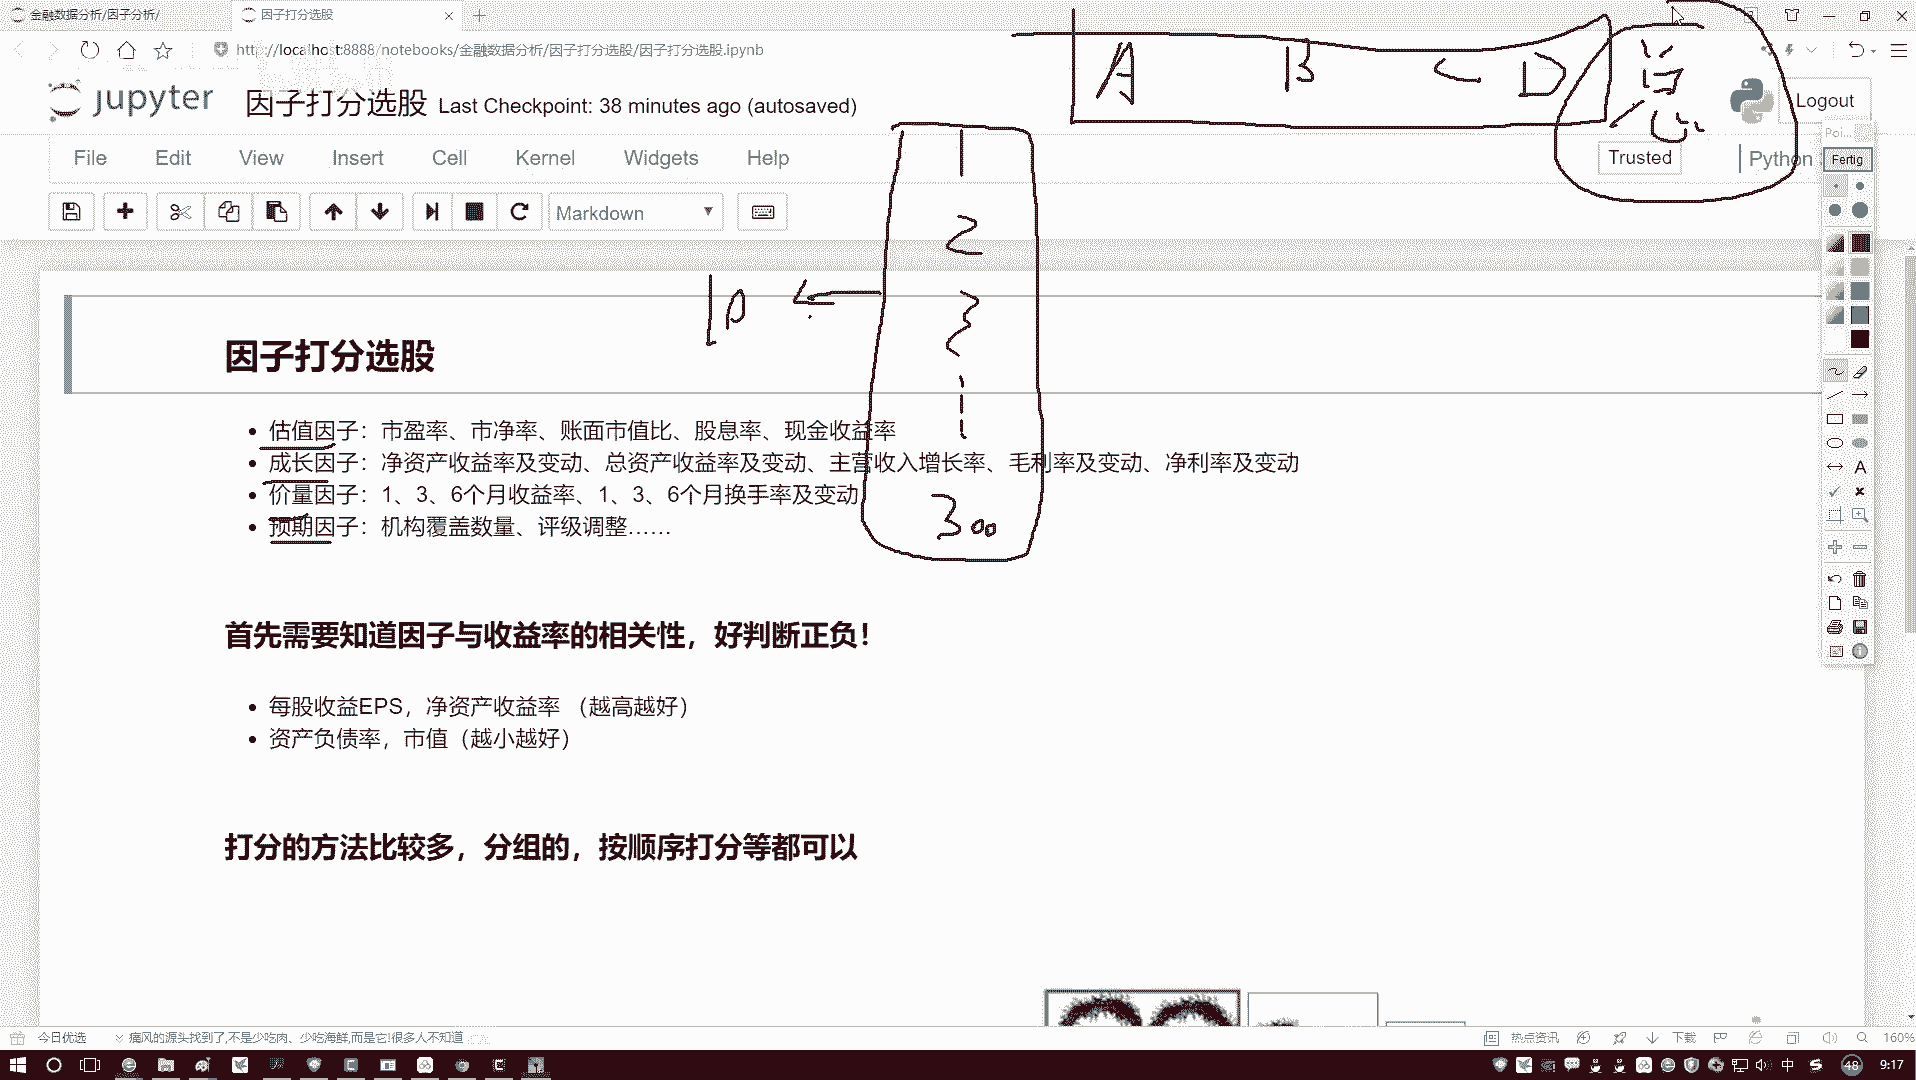 金融数据分析/因子分析/
因子打分选股
http://localhost:8888/notebooks/金融数据分析/因子打分选股/因子打分选股.ipynb
jupyter 因子打分选股 Last Checkpoint: 38 minutes ago (autosaved)
Logout
A B C D 总
File Edit View Insert Cell Kernel Widgets Help
Trusted
Python
Poi...
Fertig
Markdown
1
2
3
10
300
因子打分选股
估值因子：市盈率、市净率、账面市值比、股息率、现金收益率
成长因子：净资产收益率及变动、总资产收益率及变动、主营收入增长率、毛利率及变动、净利率及变动
价量因子：1、3、6个月收益率、1、3、6个月换手率及变动
预期因子：机构覆盖数量、评级调整……
首先需要知道因子与收益率的相关性，好判断正负！
每股收益EPS，净资产收益率 （越高越好）
资产负债率，市值（越小越好）
打分的方法比较多，分组的，按顺序打分等都可以
今日优选
痛风的源头找到了,不是少吃肉、少吃海鲜,而是它!很多人不知道
热点资讯
下载
160%
中
48
9:17